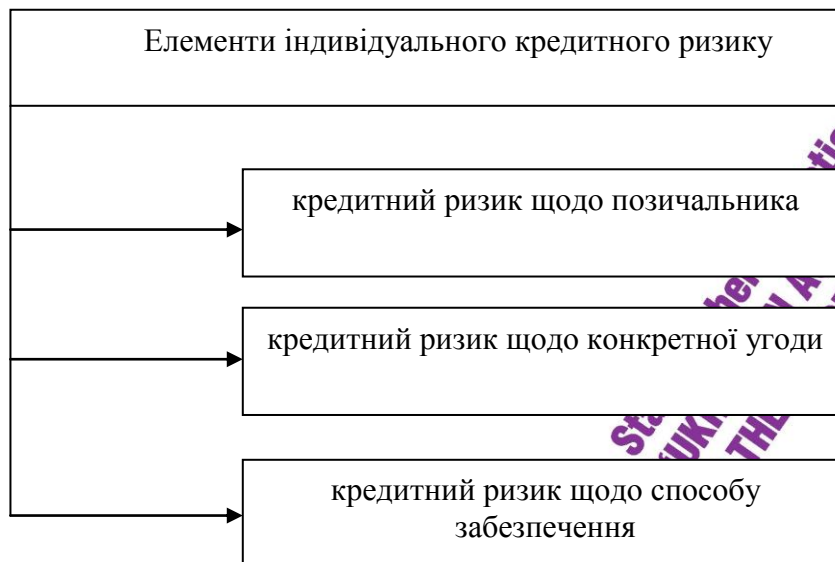 Елементи індивідуального кредитного ризику
кредитний ризик щодо позичальника
кредитний ризик щодо конкретної угоди
кредитний ризик щодо способу
забезпечення